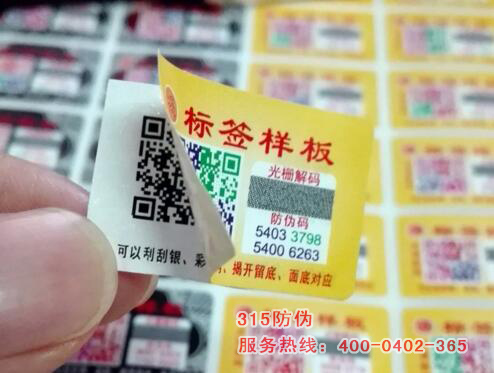 标签样板
光栅解码
防伪码
5403 3798
5400 6263
可以利刮银、彩
揭开留底、面底对应
315防伪
服务热线：400-0402-365